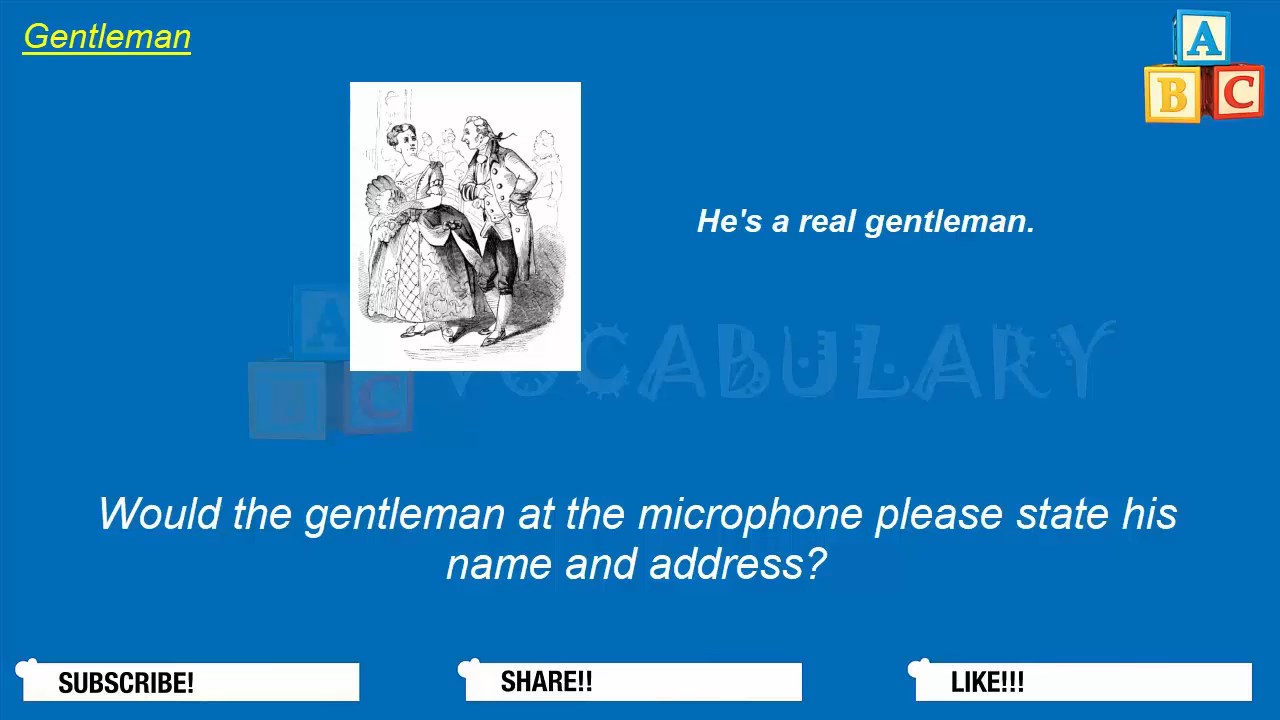 Gentleman
A
B C
He's a real gentleman.
A
B C VOCABULARY
Would the gentleman at the microphone please state his
name and address?
SUBSCRIBE! SHARE!! LIKE!!!